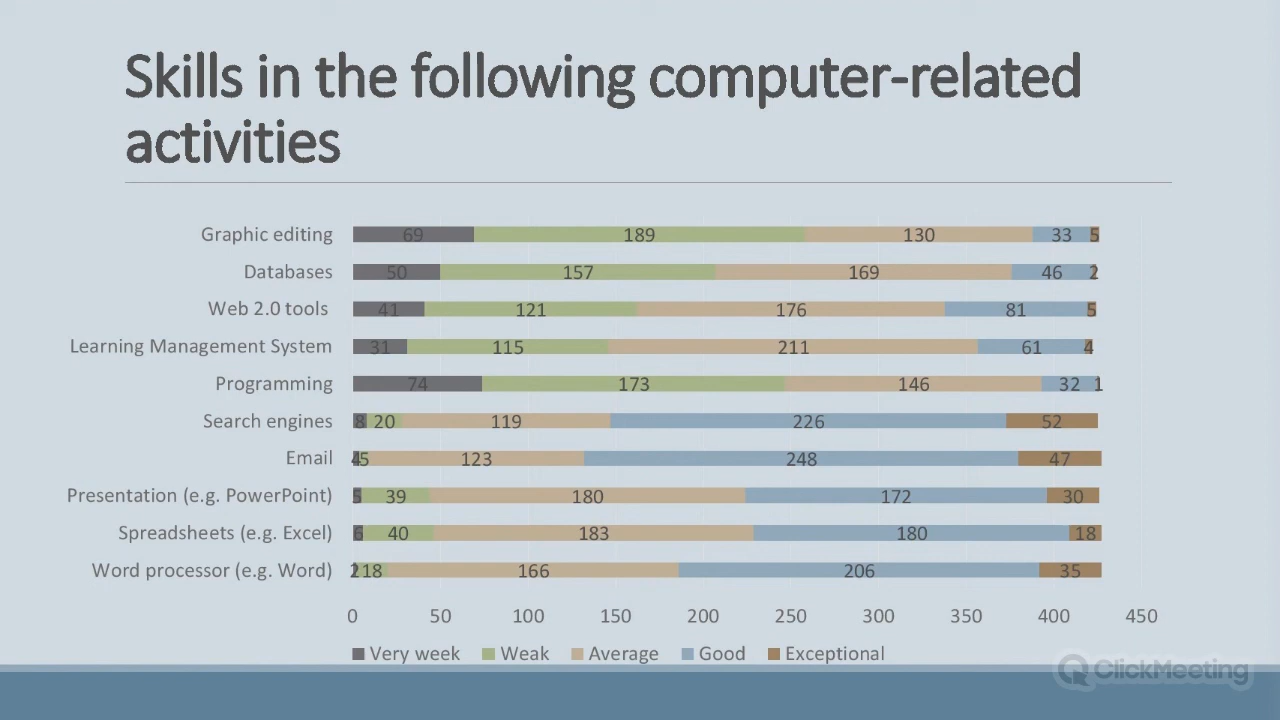 Skills in the following computer-related
activities
Graphic editing 69 189 130 33 5
Databases 50 157 169 46 2
Web 2.0 tools 41 121 176 81 5
Learning Management System 31 115 211 61 4
Programming 74 173 146 32 1
Search engines 8 20 119 226 52
Email 4 5 123 248 47
Presentation (e.g. PowerPoint) 5 39 180 172 30
Spreadsheets (e.g. Excel) 6 40 183 180 18
Word processor (e.g. Word) 2 18 166 206 35
0 50 100 150 200 250 300 350 400 450
Very week Weak Average Good Exceptional
ClickMeeting